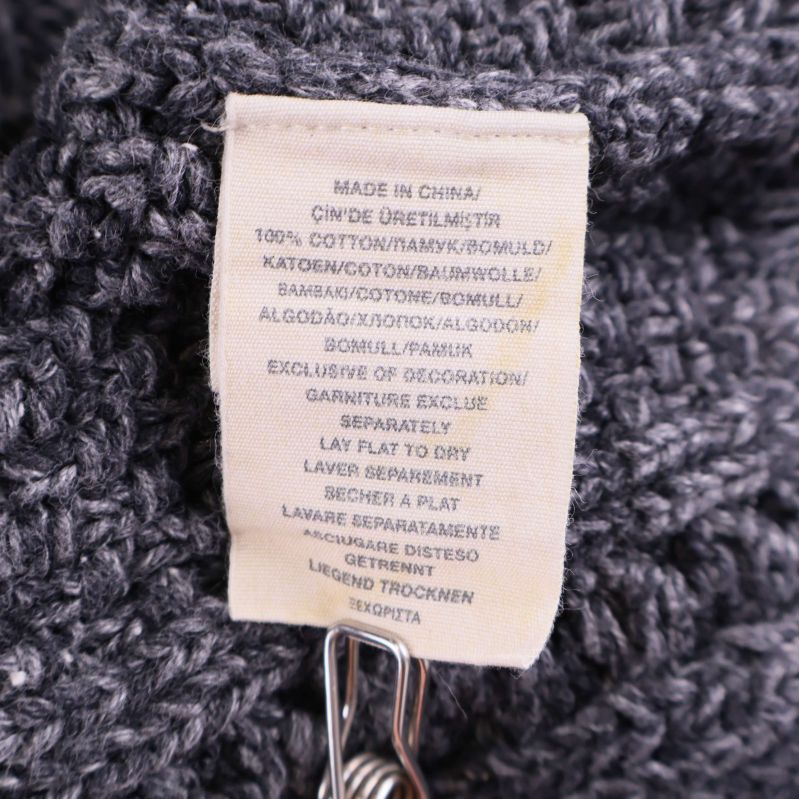 MADE IN CHINA/
ÇİN'DE ÜRETİLMİŞTİR
100% COTTON/ПАМУК/BOMULD/
KATOEN/COTON/BAUMWOLLE/
BAMBAKI/COTONE/BOMULL/
ALGODÃO/ХЛОПОК/ALGODON/
BOMULL/PAMUK
EXCLUSIVE OF DECORATION/
GARNITURE EXCLUE
SEPARATELY
LAY FLAT TO DRY
LAVER SEPAREMENT
SECHER A PLAT
LAVARE SEPARATAMENTE
ASCIUGARE DISTESO
GETRENNT
LIEGEND TROCKNEN
ΞΕΧΩΡΙΣΤΑ